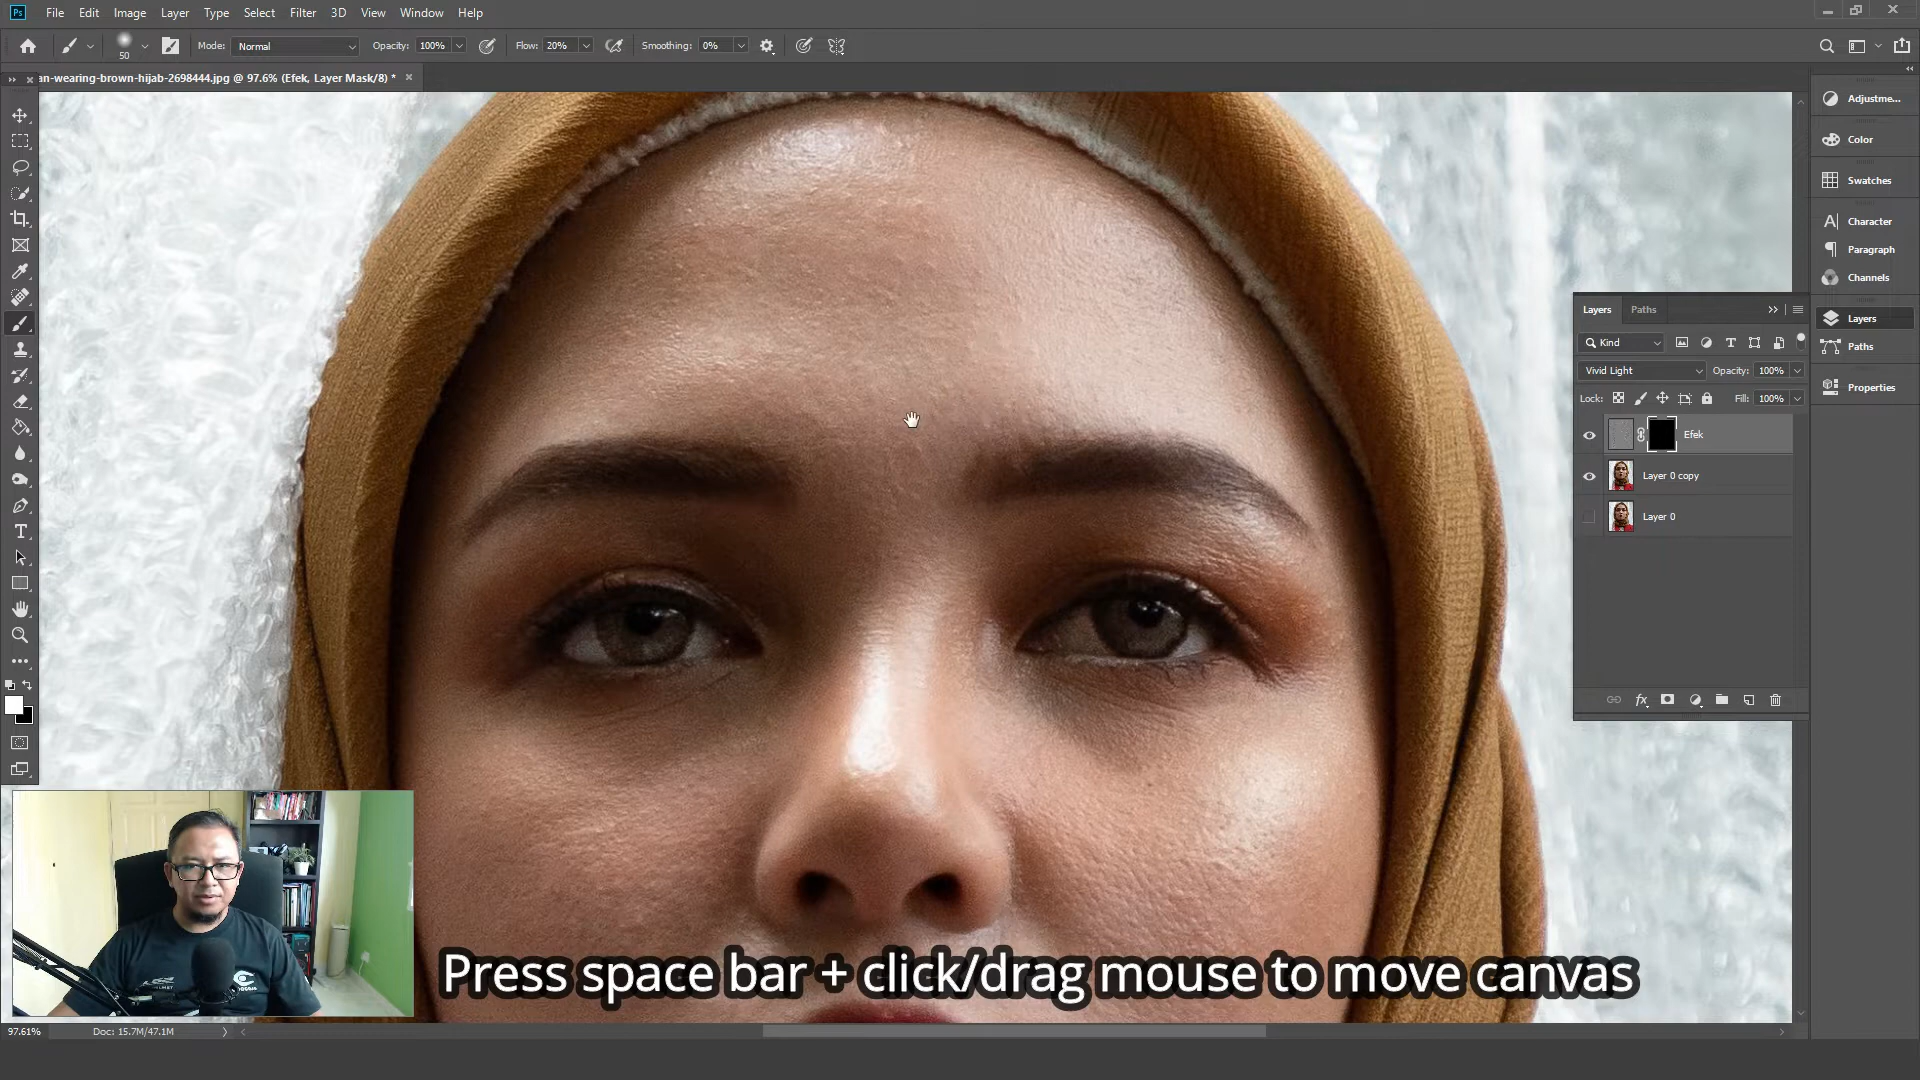 Ps File Edit Image Layer Type Select Filter 3D View Window Help
50 Mode: Normal Opacity: 100% Flow: 20% Smoothing: 0%
an-wearing-brown-hijab-2698444.jpg @ 97.6% (Efek, Layer Mask/8) *
Adjustme...
Color
Swatches
Character
Paragraph
Channels
Layers
Paths
Properties
Layers Paths
Kind
Vivid Light Opacity: 100%
Lock: Fill: 100%
Efek
Layer 0 copy
Layer 0
Press space bar + click/drag mouse to move canvas
97.61% Doc: 15.7M/47.1M